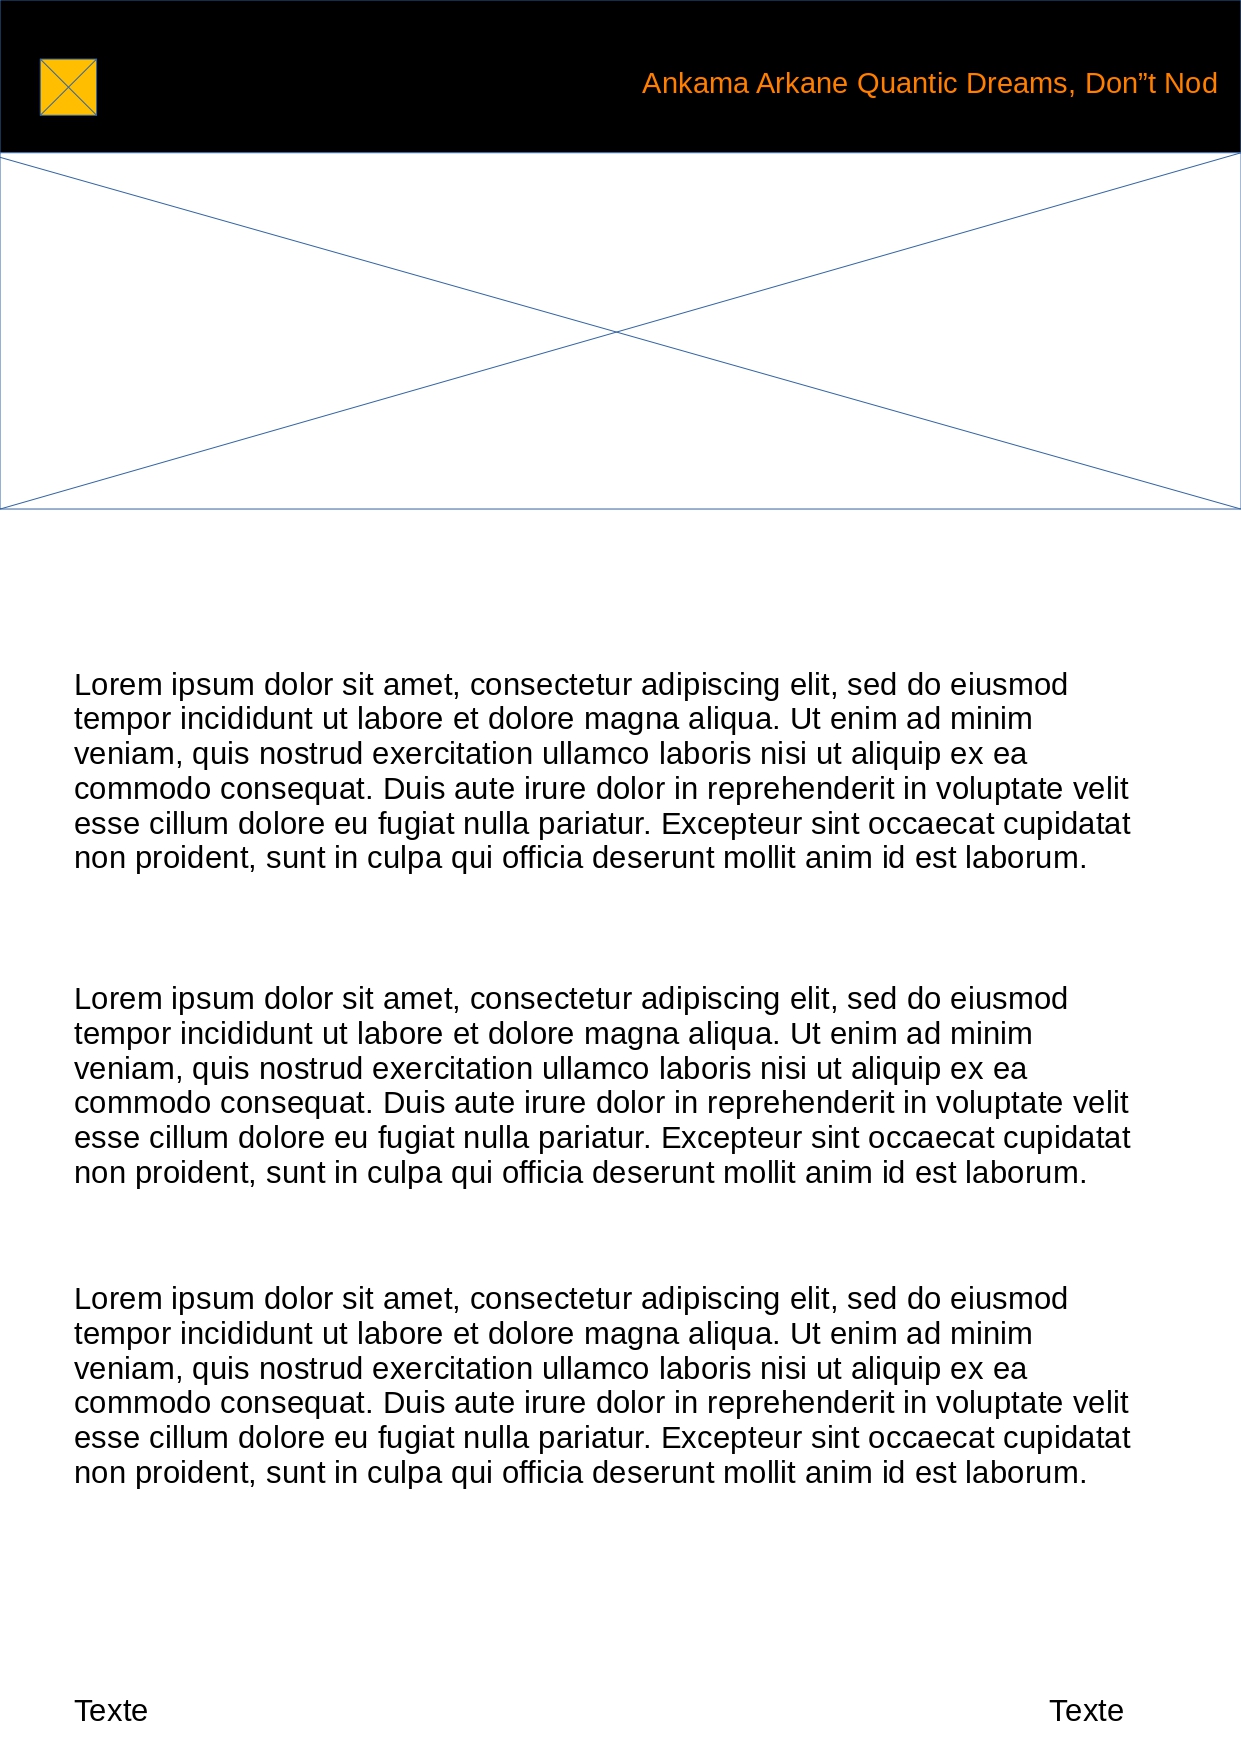 Ankama Arkane Quantic Dreams, Don”t Nod
Lorem ipsum dolor sit amet, consectetur adipiscing elit, sed do eiusmod
tempor incididunt ut labore et dolore magna aliqua. Ut enim ad minim
veniam, quis nostrud exercitation ullamco laboris nisi ut aliquip ex ea
commodo consequat. Duis aute irure dolor in reprehenderit in voluptate velit
esse cillum dolore eu fugiat nulla pariatur. Excepteur sint occaecat cupidatat
non proident, sunt in culpa qui officia deserunt mollit anim id est laborum.
Lorem ipsum dolor sit amet, consectetur adipiscing elit, sed do eiusmod
tempor incididunt ut labore et dolore magna aliqua. Ut enim ad minim
veniam, quis nostrud exercitation ullamco laboris nisi ut aliquip ex ea
commodo consequat. Duis aute irure dolor in reprehenderit in voluptate velit
esse cillum dolore eu fugiat nulla pariatur. Excepteur sint occaecat cupidatat
non proident, sunt in culpa qui officia deserunt mollit anim id est laborum.
Lorem ipsum dolor sit amet, consectetur adipiscing elit, sed do eiusmod
tempor incididunt ut labore et dolore magna aliqua. Ut enim ad minim
veniam, quis nostrud exercitation ullamco laboris nisi ut aliquip ex ea
commodo consequat. Duis aute irure dolor in reprehenderit in voluptate velit
esse cillum dolore eu fugiat nulla pariatur. Excepteur sint occaecat cupidatat
non proident, sunt in culpa qui officia deserunt mollit anim id est laborum.
Texte
Texte